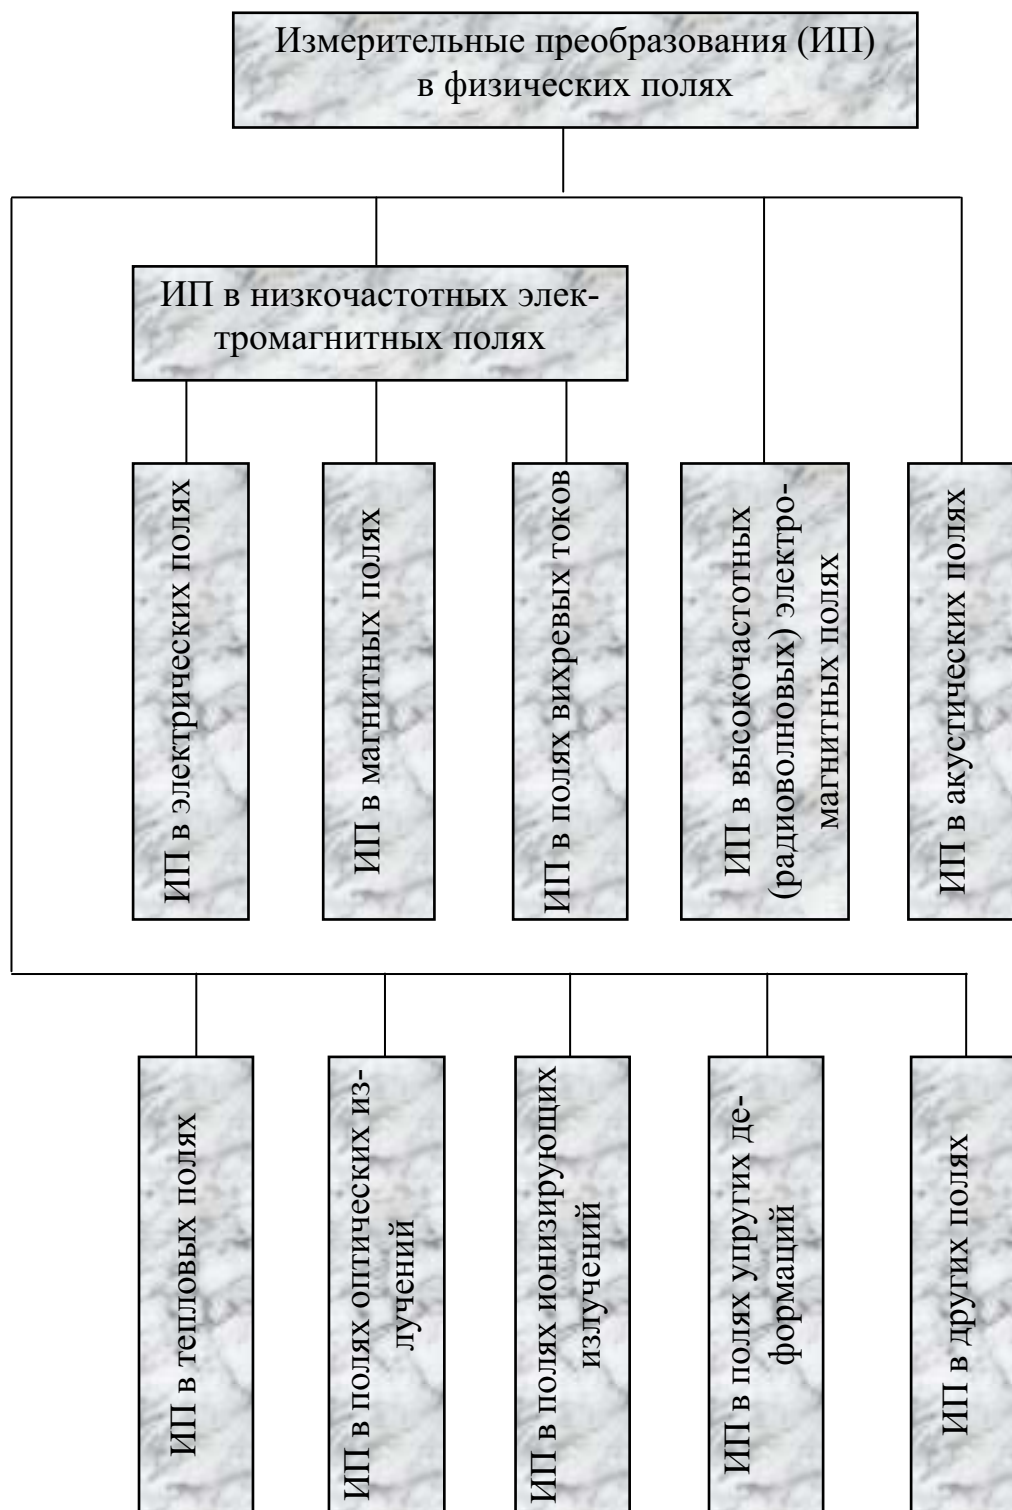 Измерительные преобразования (ИП)
в физических полях
ИП в низкочастотных элек-
тромагнитных полях
ИП в электрических полях
ИП в магнитных полях
ИП в полях вихревых токов
ИП в высокочастотных
(радиоволновых) электро-
магнитных полях
ИП в акустических полях
ИП в тепловых полях
ИП в полях оптических из-
лучений
ИП в полях ионизирующих
излучений
ИП в полях упругих де-
формаций
ИП в других полях